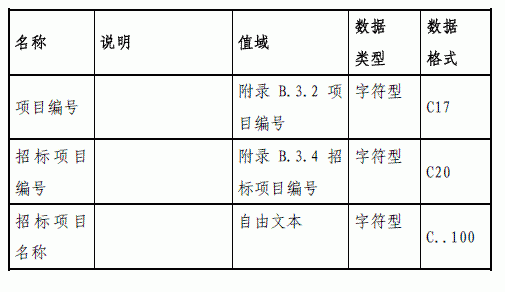 名称 说明 值域 数据类型 数据格式
项目编号 附录 B.3.2 项目编号 字符型 C17
招标项目编号 附录 B.3.4 招标项目编号 字符型 C20
招标项目名称 自由文本 字符型 C..100